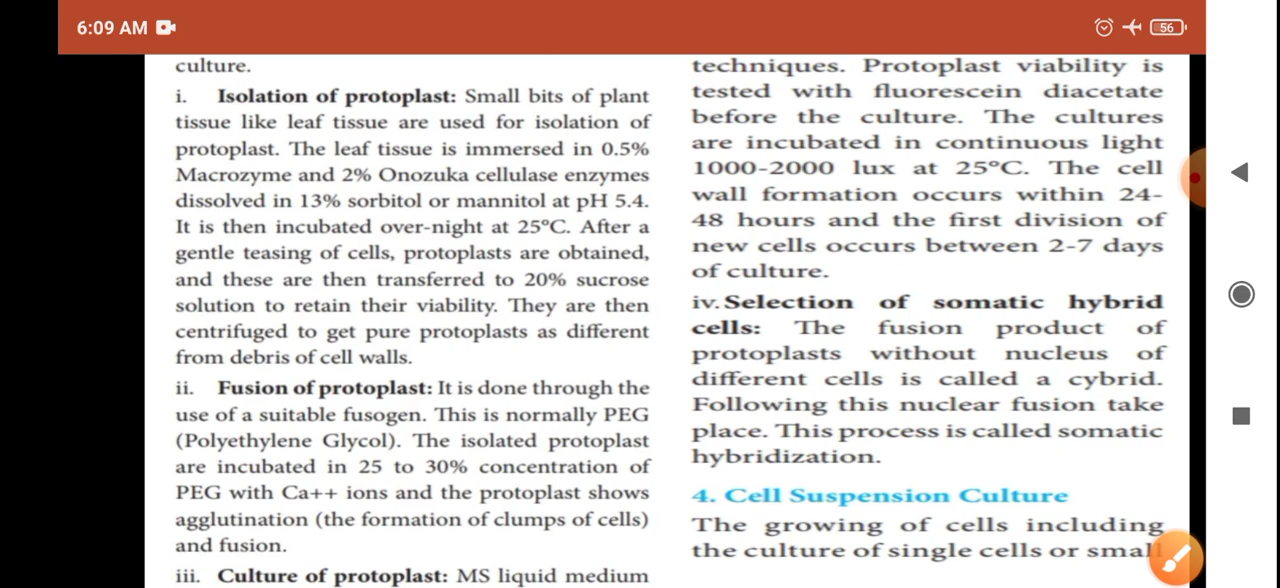 6:09 AM
56
culture.
i. Isolation of protoplast: Small bits of plant
tissue like leaf tissue are used for isolation of
protoplast. The leaf tissue is immersed in 0.5%
Macrozyme and 2% Onozuka cellulase enzymes
dissolved in 13% sorbitol or mannitol at pH 5.4.
It is then incubated over-night at 25°C. After a
gentle teasing of cells, protoplasts are obtained,
and these are then transferred to 20% sucrose
solution to retain their viability. They are then
centrifuged to get pure protoplasts as different
from debris of cell walls.
ii. Fusion of protoplast: It is done through the
use of a suitable fusogen. This is normally PEG
(Polyethylene Glycol). The isolated protoplast
are incubated in 25 to 30% concentration of
PEG with Ca++ ions and the protoplast shows
agglutination (the formation of clumps of cells)
and fusion.
iii. Culture of protoplast: MS liquid medium
techniques. Protoplast viability is
tested with fluorescein diacetate
before the culture. The cultures
are incubated in continuous light
1000-2000 lux at 25°C. The cell
wall formation occurs within 24-
48 hours and the first division of
new cells occurs between 2-7 days
of culture.
iv. Selection of somatic hybrid
cells: The fusion product of
protoplasts without nucleus of
different cells is called a cybrid.
Following this nuclear fusion take
place. This process is called somatic
hybridization.
4. Cell Suspension Culture
The growing of cells including
the culture of single cells or small